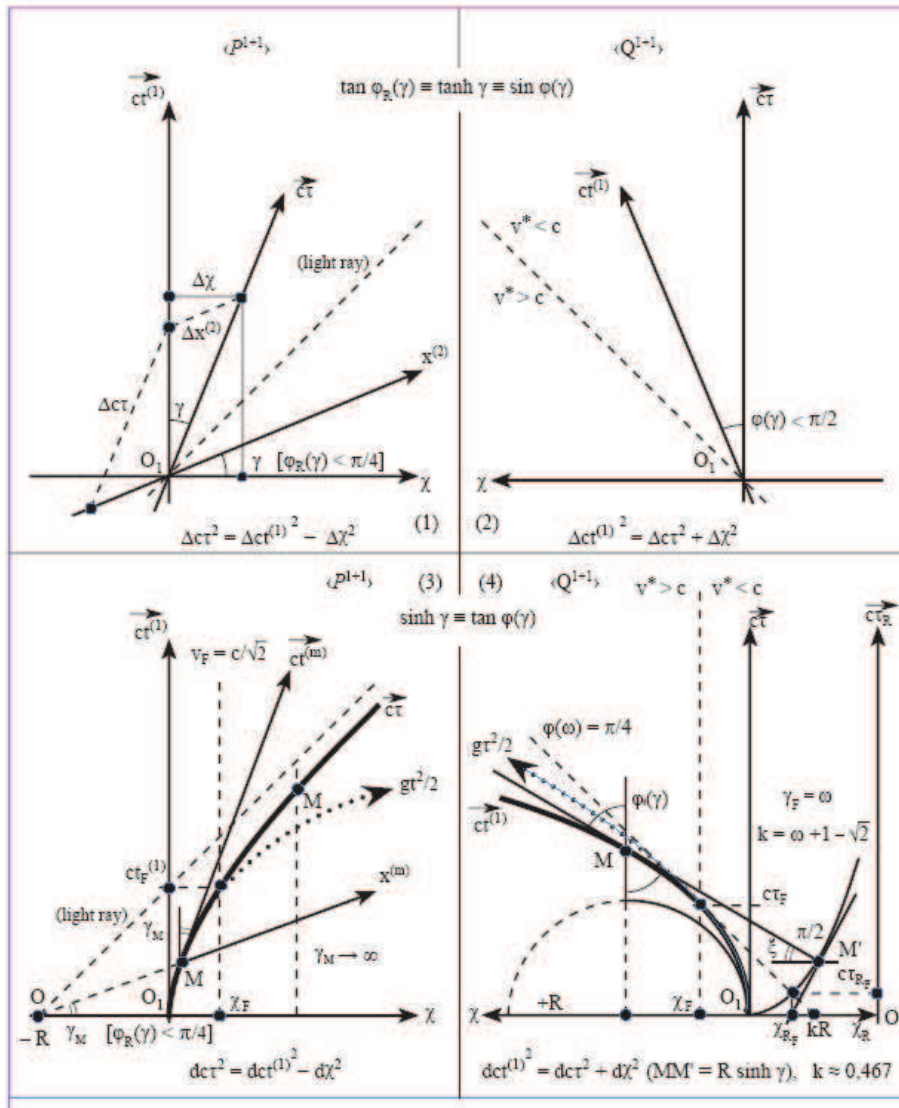 ‹P¹⁺¹›
‹Q¹⁺¹›
tan φ_R(γ) ≡ tanh γ ≡ sin φ(γ)
ct⁽¹⁾
cτ
(light ray)
Δχ
Δx⁽²⁾
x⁽²⁾
Δcτ
γ
O₁
γ [φ_R(γ) < π/4]
χ
(1)
Δcτ² = Δct⁽¹⁾² − Δχ²
cτ
ct⁽¹⁾
v* < c
v* > c
φ(γ) < π/2
O₁
χ
(2)
Δct⁽¹⁾² = Δcτ² + Δχ²
‹P¹⁺¹› (3)
(4) ‹Q¹⁺¹›
sinh γ ≡ tan φ(γ)
ct⁽¹⁾
v_F = c/√2
ct⁽ᵐ⁾
cτ
M
gt²/2
ct_F⁽¹⁾
x⁽ᵐ⁾
(light ray)
γ_M
M
γ_M → ∞
O
O₁
χ_F
χ
− R
γ_M [φ_R(γ) < π/4]
dcτ² = dct⁽¹⁾² − dχ²
v* > c
v* < c
cτ
cτ_R
φ(ω) = π/4
gτ²/2
φ(γ)
γ_F = ω
ct⁽¹⁾
k = ω +1 − √2
M
cτ_F
π/2
ξ
M′
cτ_R_F
χ
+R
χ_F
O₁
χ_R_F
kR
χ_R
O
dct⁽¹⁾² = dcτ² + dχ² (MM′ = R sinh γ), k ≈ 0,467